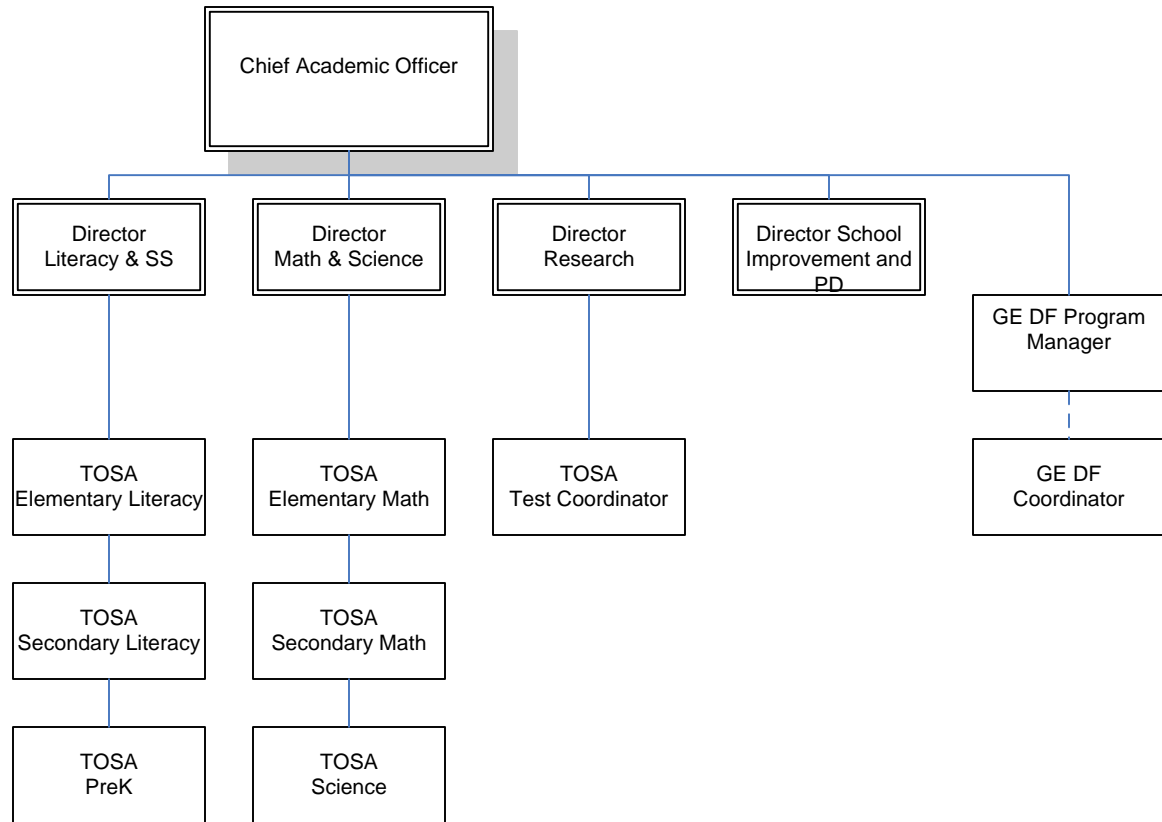 Chief Academic Officer
Director
Literacy & SS
Director
Math & Science
Director
Research
Director School
Improvement and
PD
GE DF Program
Manager
TOSA
Elementary Literacy
TOSA
Elementary Math
TOSA
Test Coordinator
GE DF
Coordinator
TOSA
Secondary Literacy
TOSA
Secondary Math
TOSA
PreK
TOSA
Science